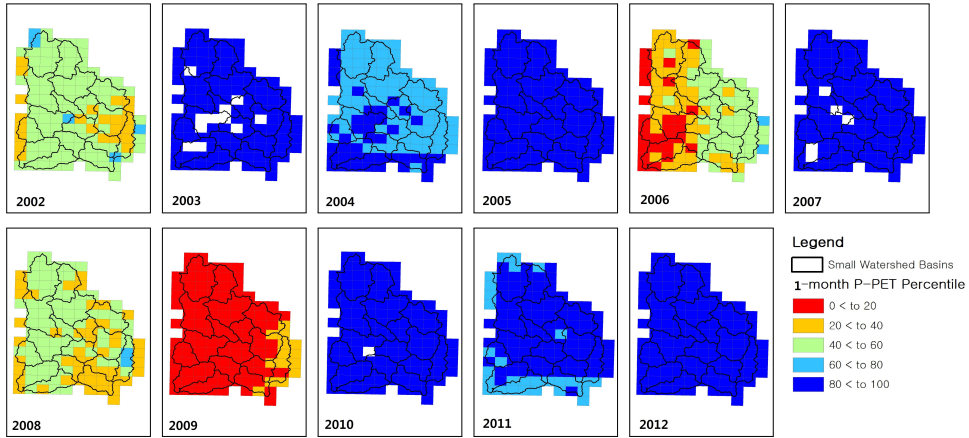 2002
2003
2004
2005
2006
2007
2008
2009
2010
2011
2012
Legend
Small Watershed Basins
1-month P-PET Percentile
0 < to 20
20 < to 40
40 < to 60
60 < to 80
80 < to 100